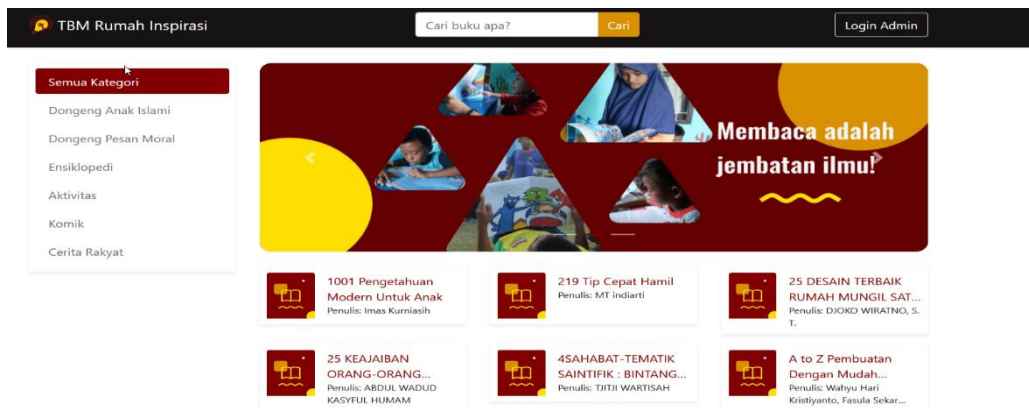 TBM Rumah Inspirasi
Cari buku apa?
Cari
Login Admin
Semua Kategori
Dongeng Anak Islami
Dongeng Pesan Moral
Ensiklopedi
Aktivitas
Komik
Cerita Rakyat
Membaca adalah
jembatan ilmu!
1001 Pengetahuan
Modern Untuk Anak
Penulis: Imas Kurniasih
219 Tip Cepat Hamil
Penulis: MT indiarti
25 DESAIN TERBAIK
RUMAH MUNGIL SAT...
Penulis: DJOKO WIRATNO, S.
T.
25 KEAJAIBAN
ORANG-ORANG...
Penulis: ABDUL WADUD
KASYFUL HUMAM
4SAHABAT-TEMATIK
SAINTIFIK : BINTANG...
Penulis: TJITJI WARTISAH
A to Z Pembuatan
Dengan Mudah...
Penulis: Wahyu Hari
Kristiyanto, Fasula Sekar...